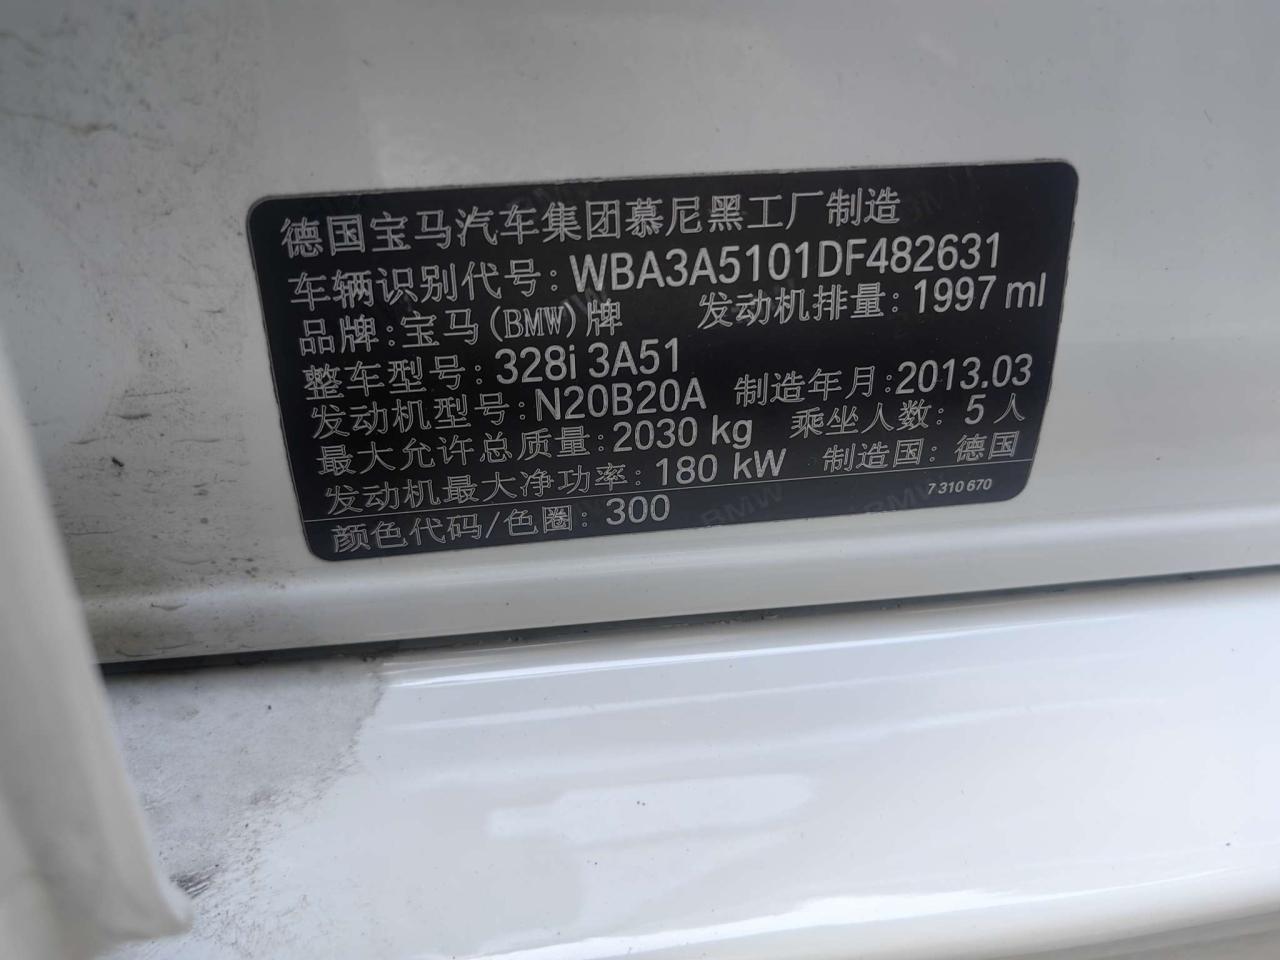 德国宝马汽车集团慕尼黑工厂制造
车辆识别代号: WBA3A5101DF482631
品牌: 宝马(BMW)牌 发动机排量: 1997 ml
整车型号: 328i 3A51
发动机型号: N20B20A 制造年月: 2013.03
最大允许总质量: 2030 kg 乘坐人数: 5 人
发动机最大净功率: 180 kW 制造国: 德国
颜色代码/色圈: 300 7 310 670